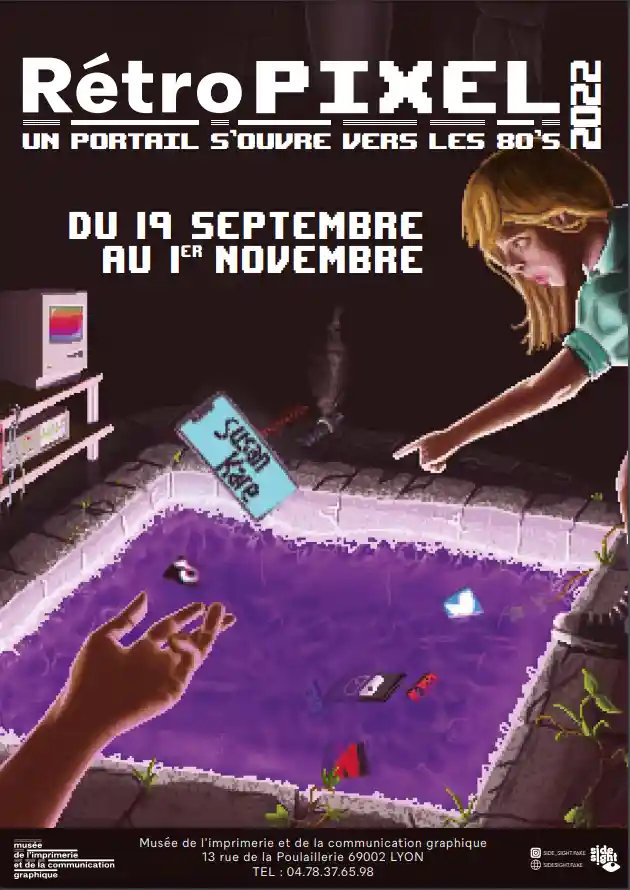 RétroPIXEL 2022
UN PORTAIL S'OUVRE VERS LES 80'S
DU 19 SEPTEMBRE
AU 1ER NOVEMBRE
Susan
Kare
musée
de l'imprimerie
et de la communication
graphique
Musée de l'imprimerie et de la communication graphique
13 rue de la Poulaillerie 69002 LYON
TEL : 04.78.37.65.98
SIDE_SIGHT.FAKE
SIDESIGHT.FAKE
side
sight